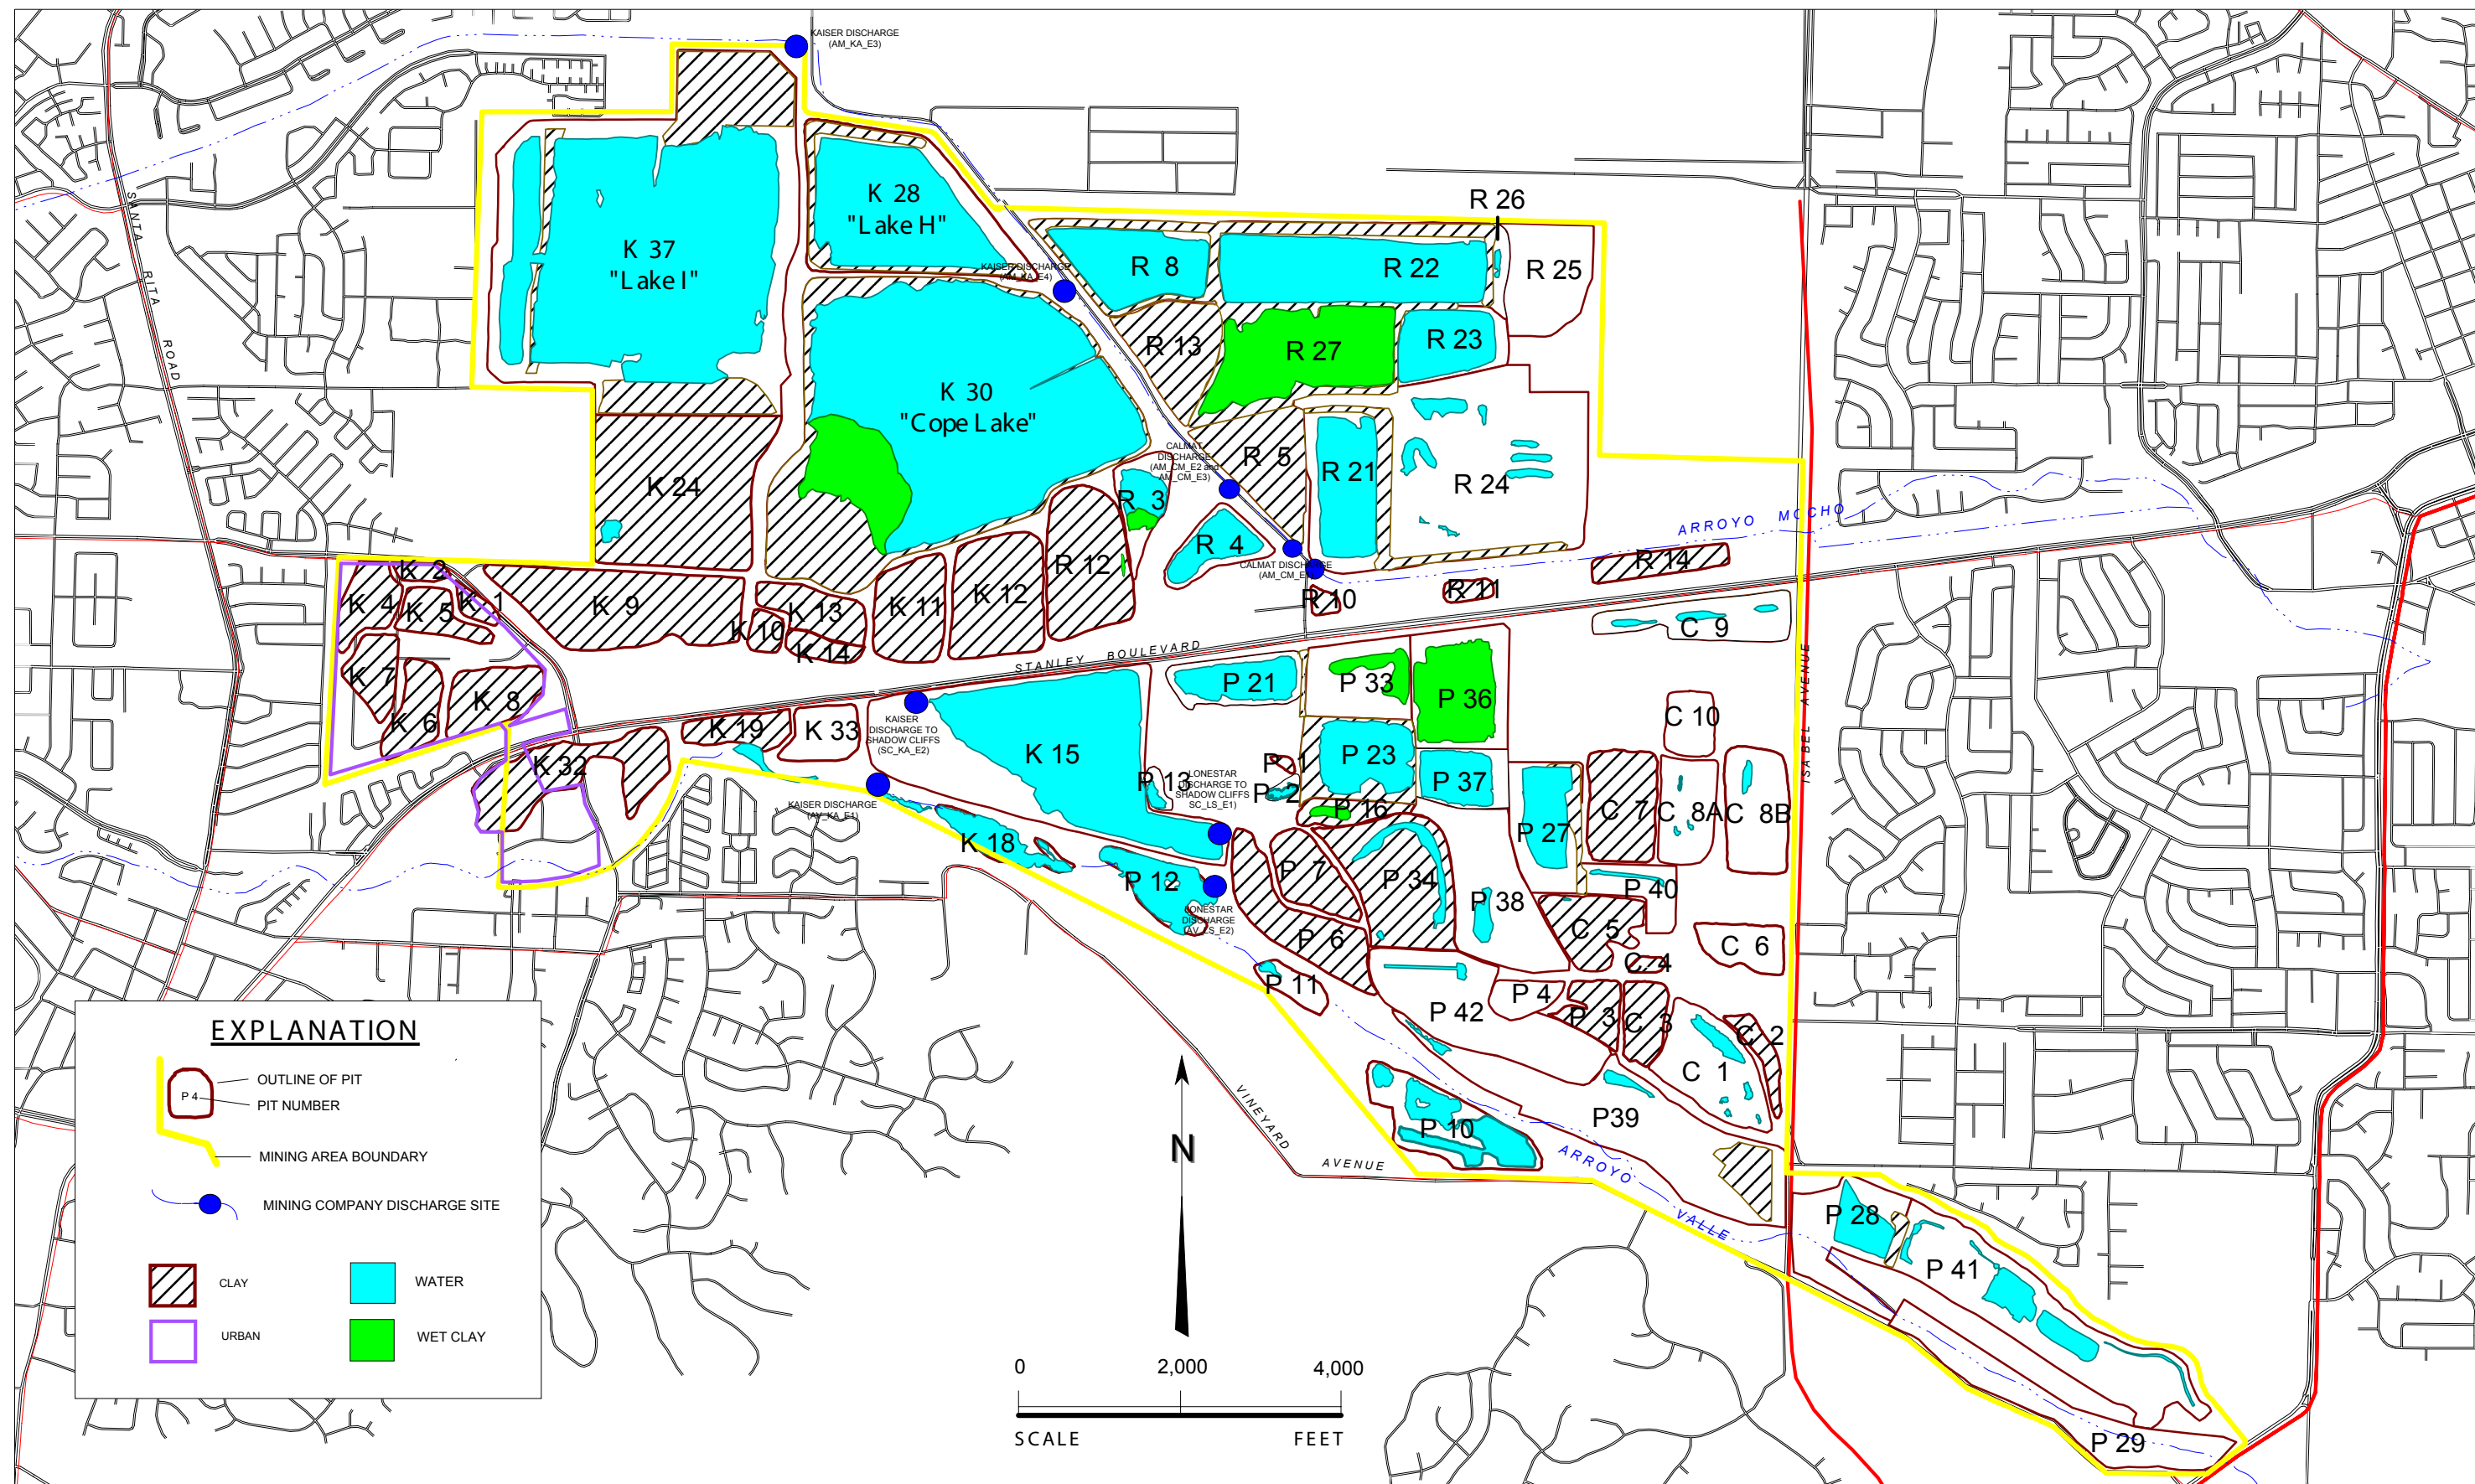 KAISER DISCHARGE
(AM_KA_E3)
R 26
K 28
"Lake H"
K 37
"Lake I"
SANTA RITA ROAD
KAISER DISCHARGE
(AM_KA_E4)
R 8
R 22
R 25
R 13
R 27
R 23
K 30
"Cope Lake"
CALMAT
DISCHARGE
(AM_CM_E2 and
AM_CM_E3)
R 5
R 21
R 24
K 24
R 3
ARROYO MOCHO
R 4
R 12
CALMAT DISCHARGE
R 14
R 10
R 11
K 2
K 4
K 5
K 1
K 9
K 13
K 10
K 14
K 11
K 12
STANLEY BOULEVARD
C 9
ISABEL AVENUE
K 7
K 6
K 8
K 19
K 33
K 32
KAISER
DISCHARGE TO
SHADOW CLIFFS
(SC_KA_E2)
K 15
P 21
P 33
P 36
C 10
P 1
P 2
P 13
P 23
P 37
P 16
LONESTAR
DISCHARGE TO
SHADOW CLIFFS
SC_LS_E1)
KAISER DISCHARGE
(AV_KA_E1)
K 18
P 12
LONESTAR
DISCHARGE
(AV_LS_E2)
P 7
P 34
P 27
C 7
C 8A
C 8B
P 38
P 40
P 6
C 5
C 4
C 6
P 11
P 42
P 4
P 3
C 3
C 2
C 1
P39
P 10
ARROYO VALLE
VINEYARD AVENUE
P 28
P 41
P 29
EXPLANATION
OUTLINE OF PIT
P 4
PIT NUMBER
MINING AREA BOUNDARY
MINING COMPANY DISCHARGE SITE
CLAY
WATER
URBAN
WET CLAY
N
0 2,000 4,000
SCALE FEET